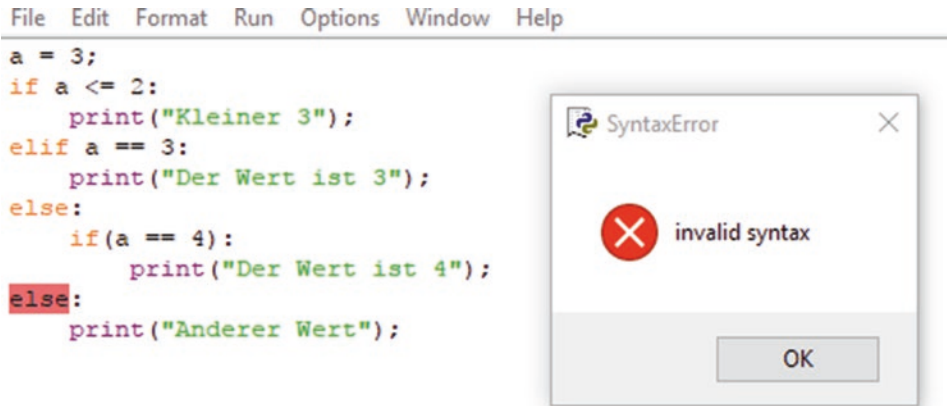 File Edit Format Run Options Window Help
a = 3;
if a <= 2:
    print("Kleiner 3");
elif a == 3:
    print("Der Wert ist 3");
else:
    if(a == 4):
        print("Der Wert ist 4");
else:
    print("Anderer Wert");
SyntaxError
invalid syntax
OK